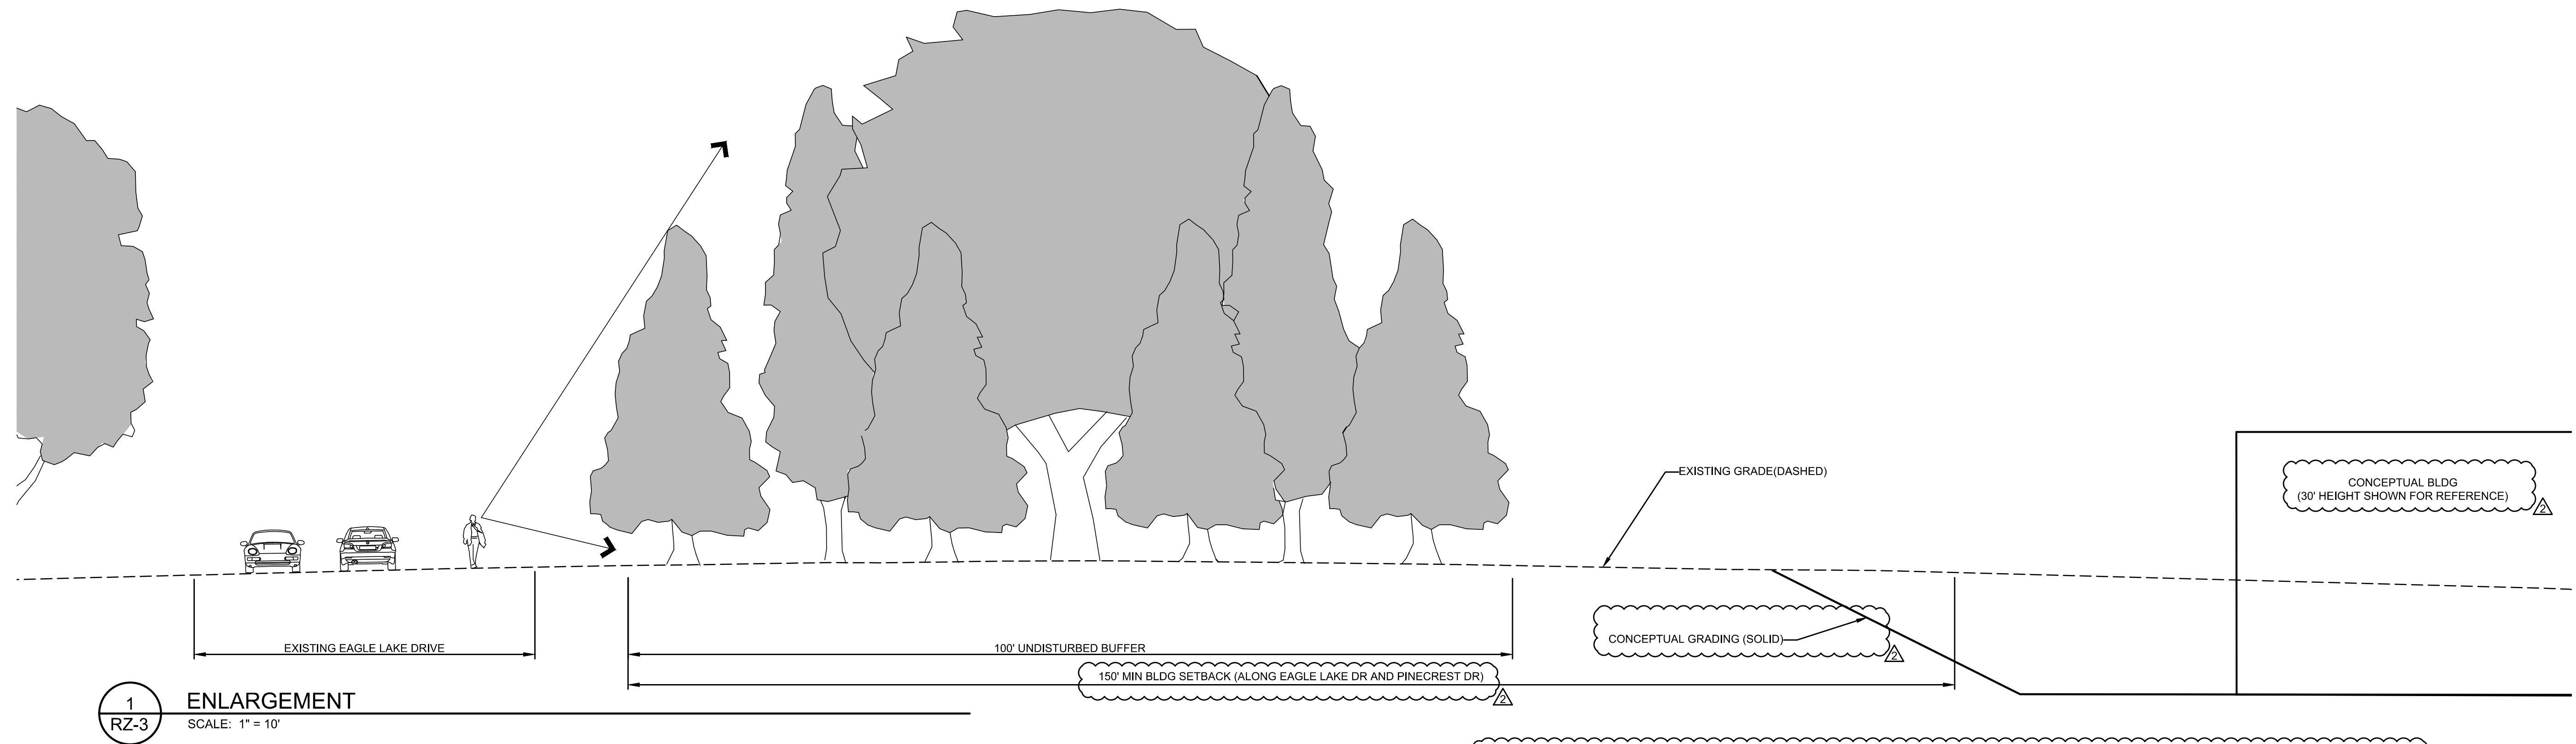 EXISTING GRADE(DASHED)
CONCEPTUAL BLDG
(30' HEIGHT SHOWN FOR REFERENCE)
2
CONCEPTUAL GRADING (SOLID)
2
EXISTING EAGLE LAKE DRIVE
100' UNDISTURBED BUFFER
150' MIN BLDG SETBACK (ALONG EAGLE LAKE DR AND PINECREST DR)
2
1
RZ-3
ENLARGEMENT
SCALE: 1" = 10'